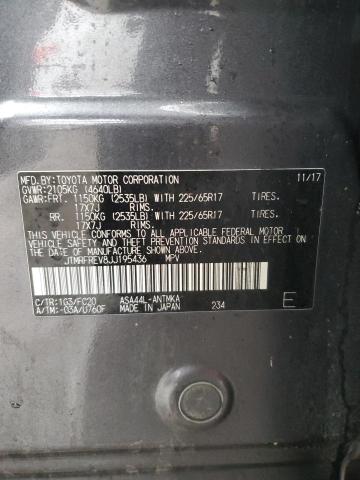 MFD. BY: TOYOTA MOTOR CORPORATION 11/17
GVWR: 2105KG (4640LB)
GAWR: FRT. 1150KG (2535LB) WITH 225/65R17 TIRES.
17X7J RIMS.
RR. 1150KG (2535LB) WITH 225/65R17 TIRES.
17X7J RIMS.
THIS VEHICLE CONFORMS TO ALL APPLICABLE FEDERAL MOTOR
VEHICLE SAFETY AND THEFT PREVENTION STANDARDS IN EFFECT ON THE
DATE OF MANUFACTURE SHOWN ABOVE.
JTMRFREV8JJ195436 MPV
C/TR: 1G3/FC20 ASA44L-ANTMKA
A/TM: -03A/U760F MADE IN JAPAN 234 E